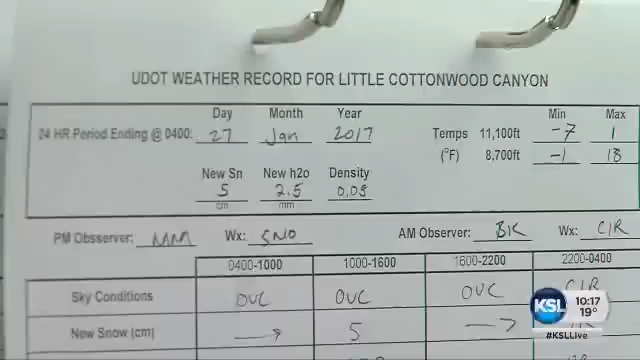 UDOT WEATHER RECORD FOR LITTLE COTTONWOOD CANYON
Day Month Year Min Max
24 HR Period Ending @ 0400: 27 Jan 2017 Temps 11,100ft -7 1
(°F) 8,700ft -1 18
New Sn New h2o Density
5 2.5 0.05
cm mm
PM Obsserver: MM Wx: SNO AM Observer: BK Wx: CLR
0400-1000 1000-1600 1600-2200 2200-0400
Sky Conditions OVC OVC OVC CLR
New Snow (cm) → 5 →
KSL 10:17
19°
#KSLLive